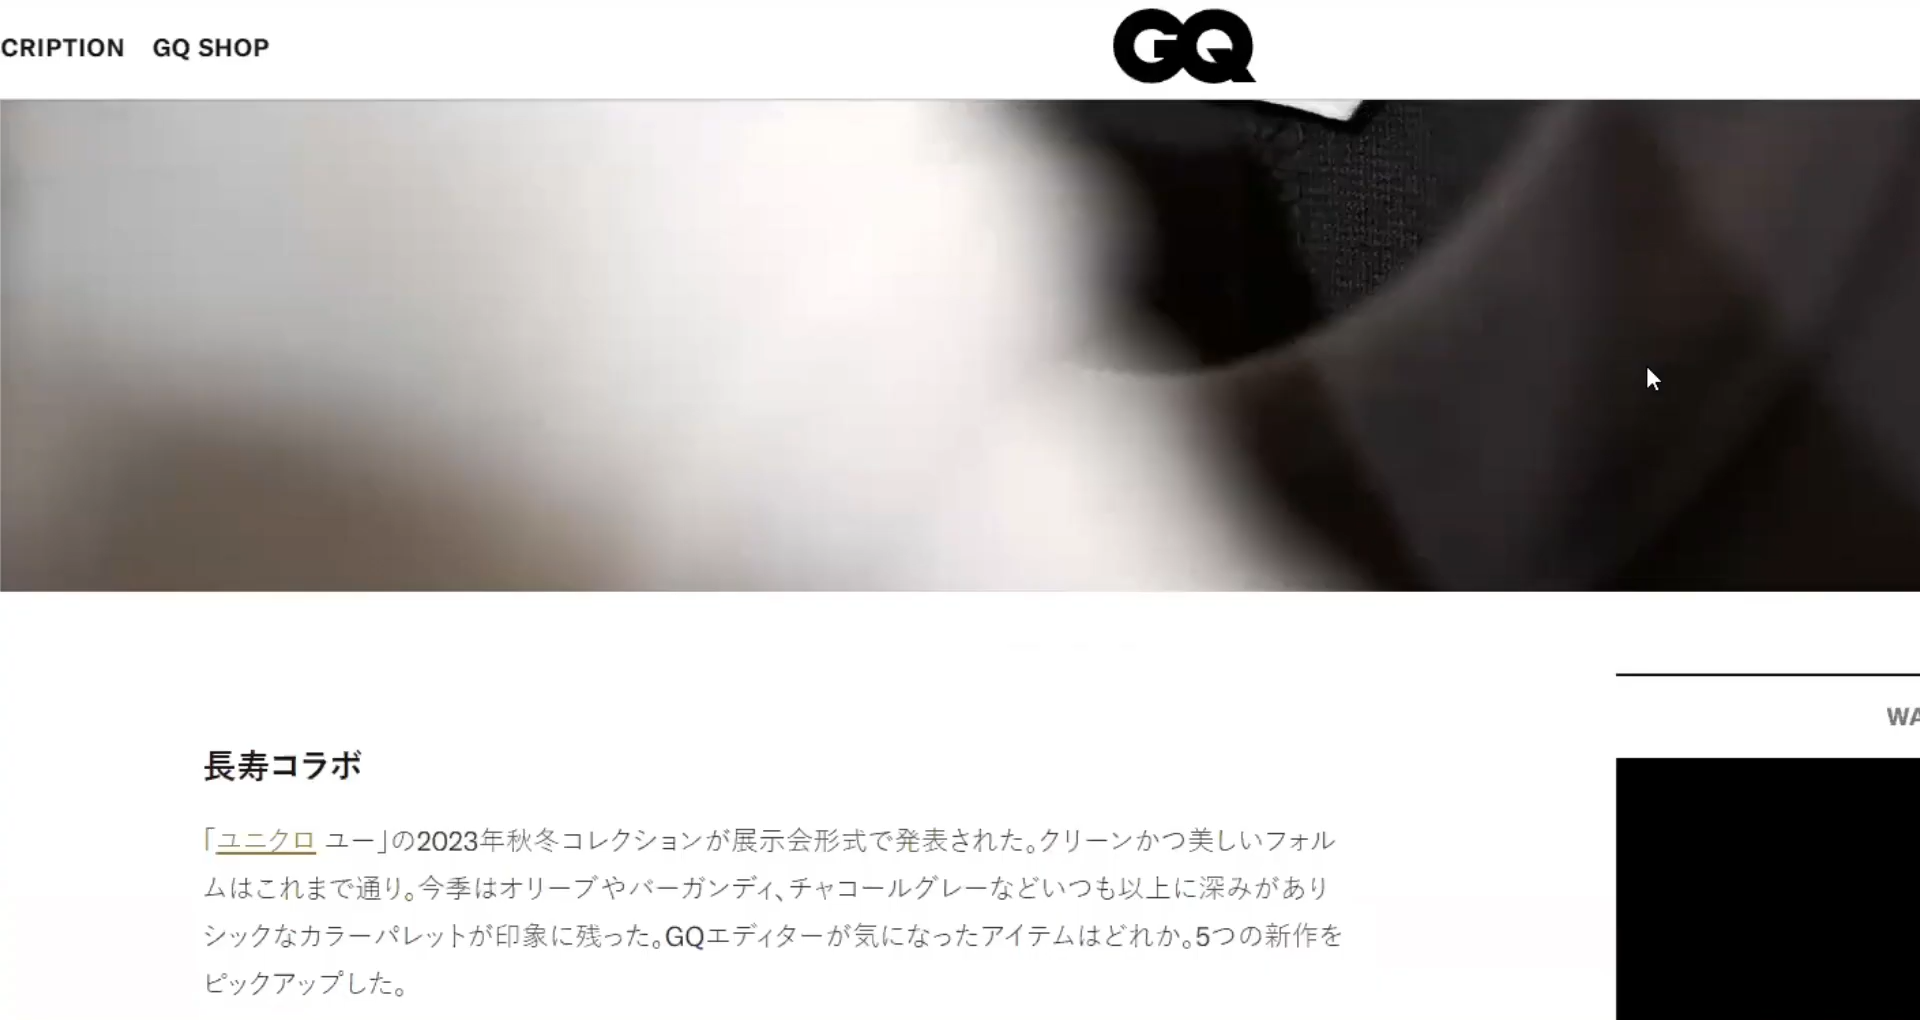 CRIPTION GQ SHOP
GQ
WA
長寿コラボ
「ユニクロ ユー」の2023年秋冬コレクションが展示会形式で発表された。クリーンかつ美しいフォル
ムはこれまで通り。今季はオリーブやバーガンディ、チャコールグレーなどいつも以上に深みがあり
シックなカラーパレットが印象に残った。GQエディターが気になったアイテムはどれか。5つの新作を
ピックアップした。